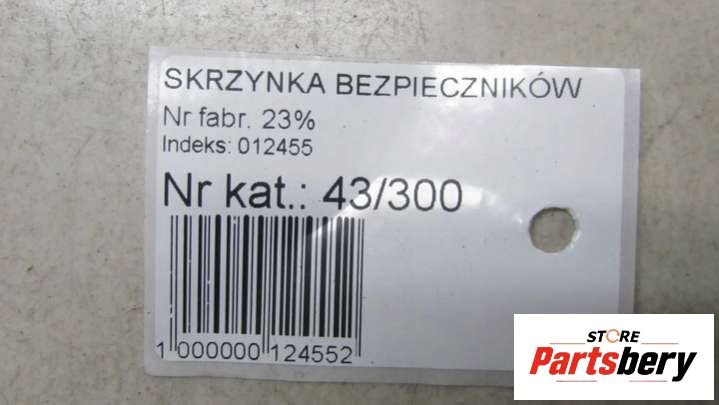 SKRZYNKA BEZPIECZNIKÓW
Nr fabr. 23%
Indeks: 012455
Nr kat.: 43/300
1 000000 124552
STORE
Partsbery